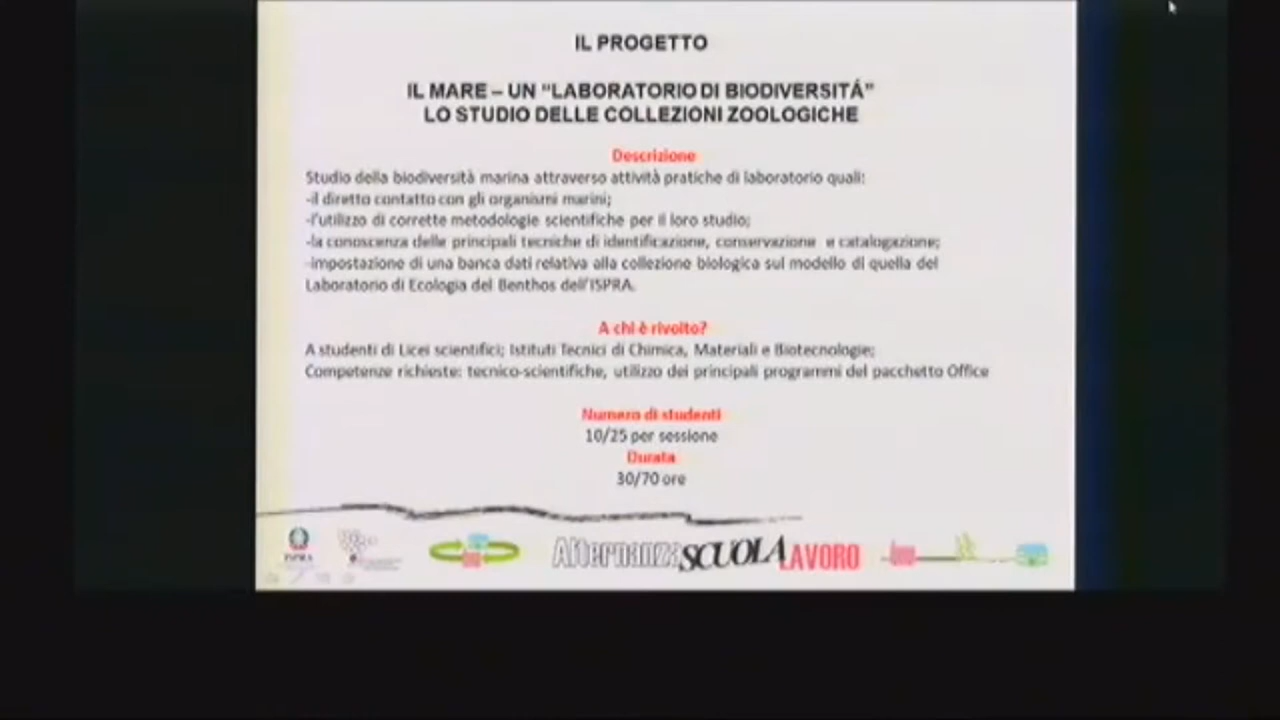 IL PROGETTO
IL MARE – UN “LABORATORIO DI BIODIVERSITÁ”
LO STUDIO DELLE COLLEZIONI ZOOLOGICHE
Descrizione
Studio della biodiversità marina attraverso attività pratiche di laboratorio quali:
-il diretto contatto con gli organismi marini;
-l'utilizzo di corrette metodologie scientifiche per il loro studio;
-la conoscenza delle principali tecniche di identificazione, conservazione e catalogazione;
-impostazione di una banca dati relativa alla collezione biologica sul modello di quella del
Laboratorio di Ecologia del Benthos dell'ISPRA.
A chi è rivolto?
A studenti di Licei scientifici; Istituti Tecnici di Chimica, Materiali e Biotecnologie;
Competenze richieste: tecnico-scientifiche, utilizzo dei principali programmi del pacchetto Office
Numero di studenti
10/25 per sessione
Durata
30/70 ore
ISPRA
Alternanza SCUOLA LAVORO